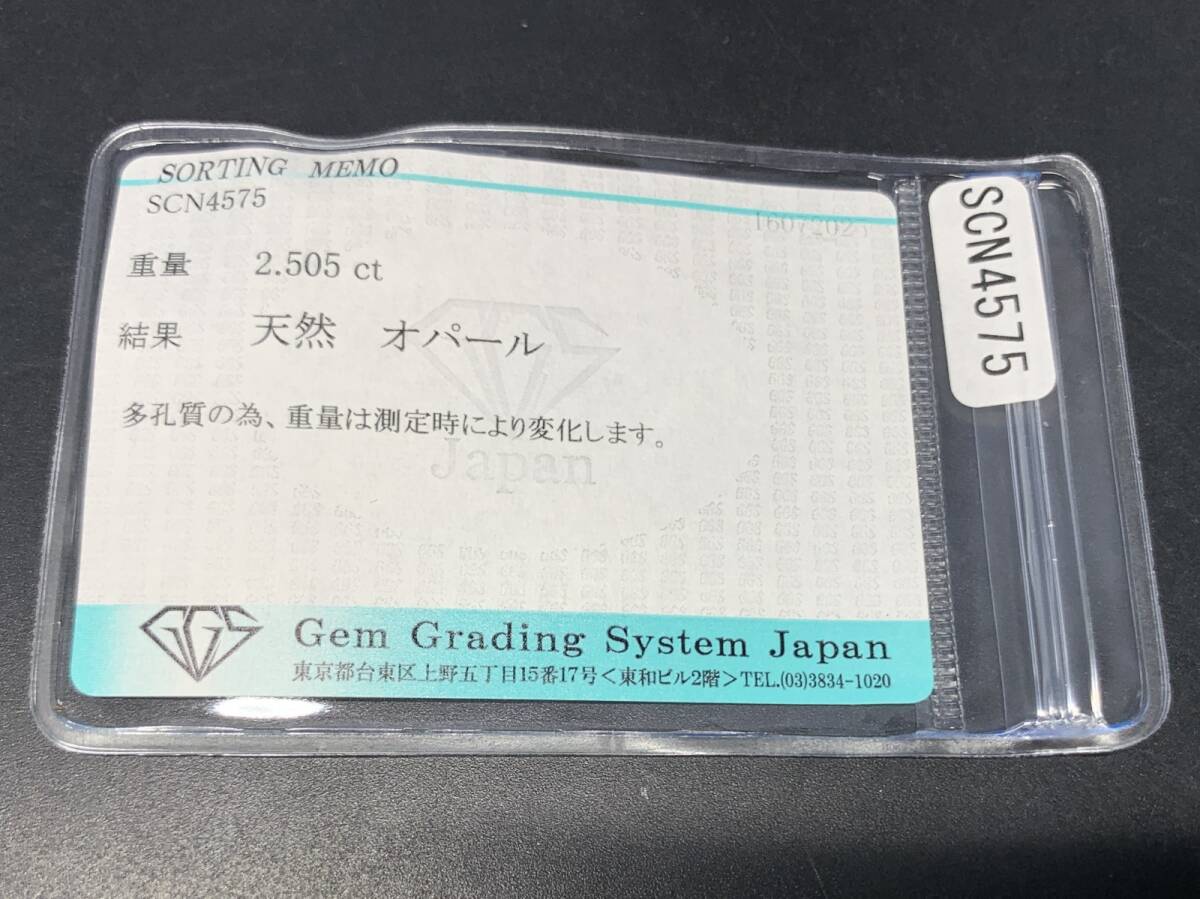 SORTING MEMO
SCN4575
重量 2.505 ct
結果 天然 オパール
多孔質の為、重量は測定時により変化します。
Japan
GGS
Gem Grading System Japan
東京都台東区上野五丁目15番17号<東和ビル2階>TEL.(03)3834-1020
SCN4575